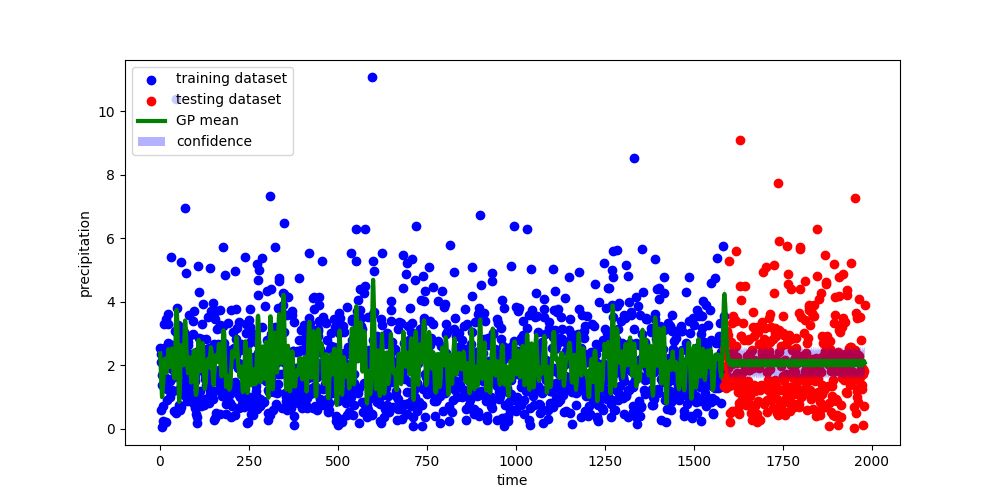 training dataset
testing dataset
GP mean
confidence
10
8
6
4
2
0
precipitation
0
250
500
750
1000
1250
1500
1750
2000
time